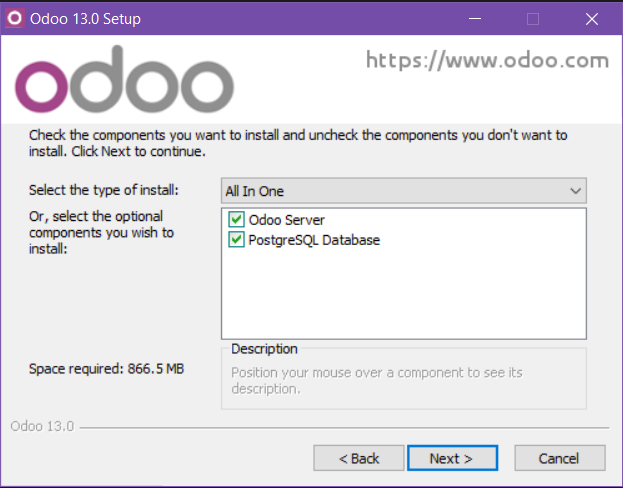 Odoo 13.0 Setup
odoo
https://www.odoo.com
Check the components you want to install and uncheck the components you don't want to
install. Click Next to continue.
Select the type of install:
All In One
Or, select the optional
components you wish to
install:
Odoo Server
PostgreSQL Database
Space required: 866.5 MB
Description
Position your mouse over a component to see its
description.
Odoo 13.0
< Back
Next >
Cancel